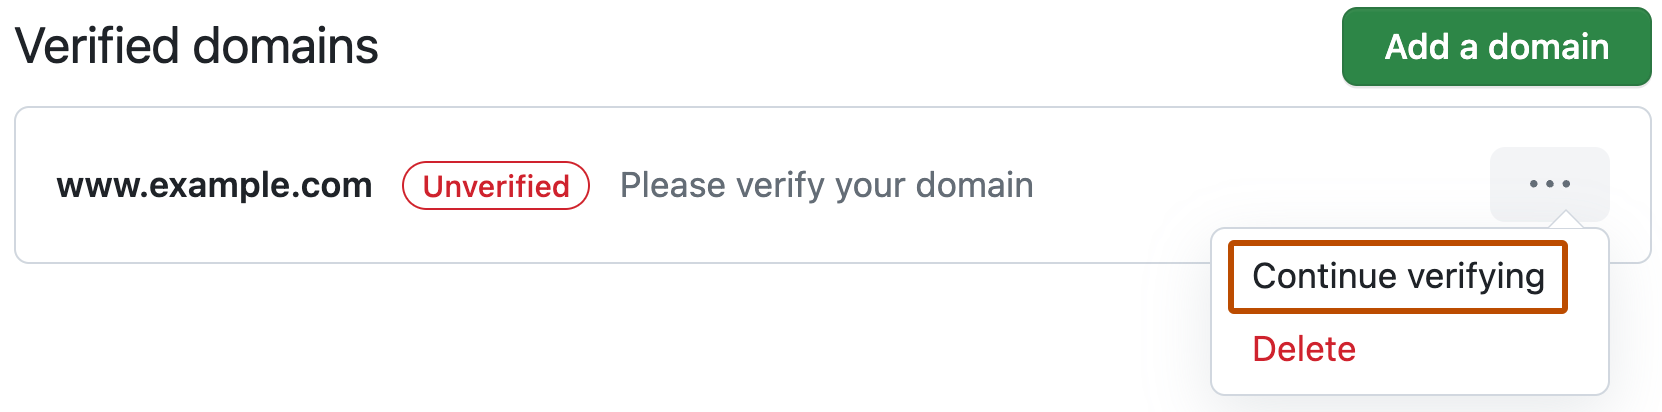 Verified domains
Add a domain
www.example.com Unverified Please verify your domain
Continue verifying
Delete